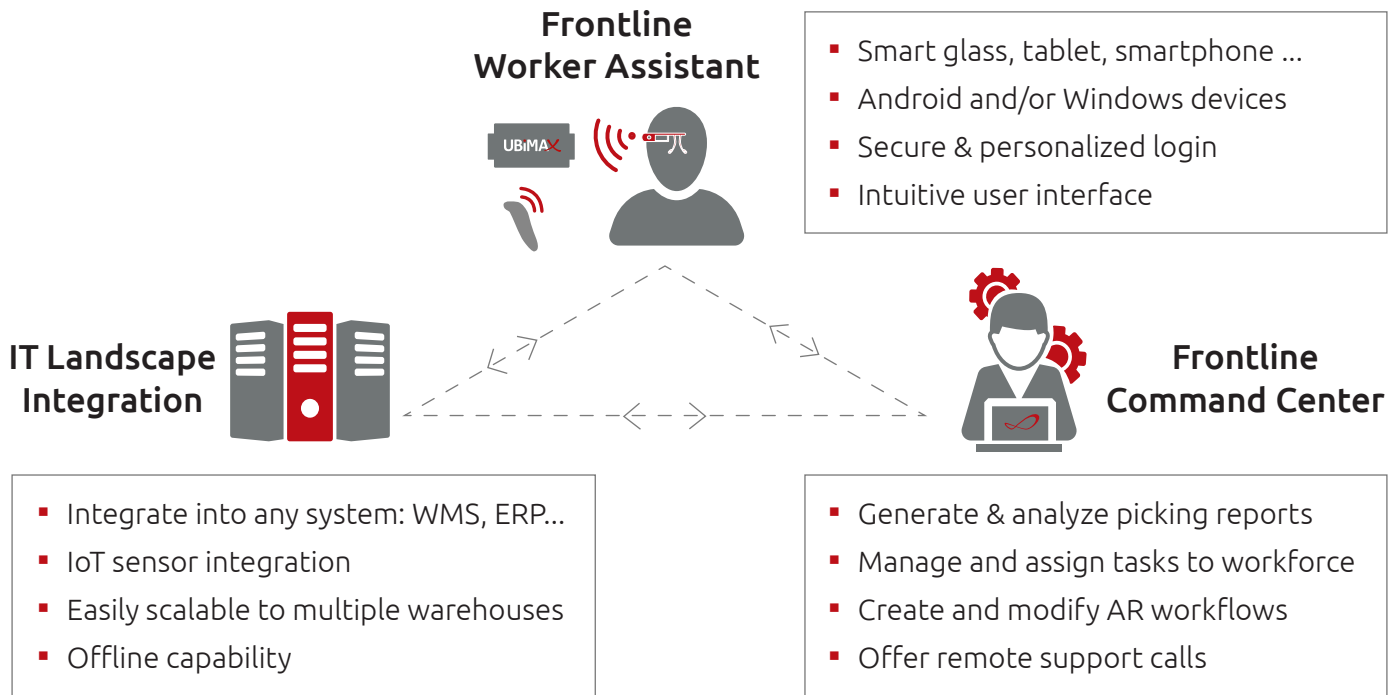 Frontline
Worker Assistant
UBiMAX
▪ Smart glass, tablet, smartphone ...
▪ Android and/or Windows devices
▪ Secure & personalized login
▪ Intuitive user interface
IT Landscape
Integration
Frontline
Command Center
▪ Integrate into any system: WMS, ERP...
▪ IoT sensor integration
▪ Easily scalable to multiple warehouses
▪ Offline capability
▪ Generate & analyze picking reports
▪ Manage and assign tasks to workforce
▪ Create and modify AR workflows
▪ Offer remote support calls